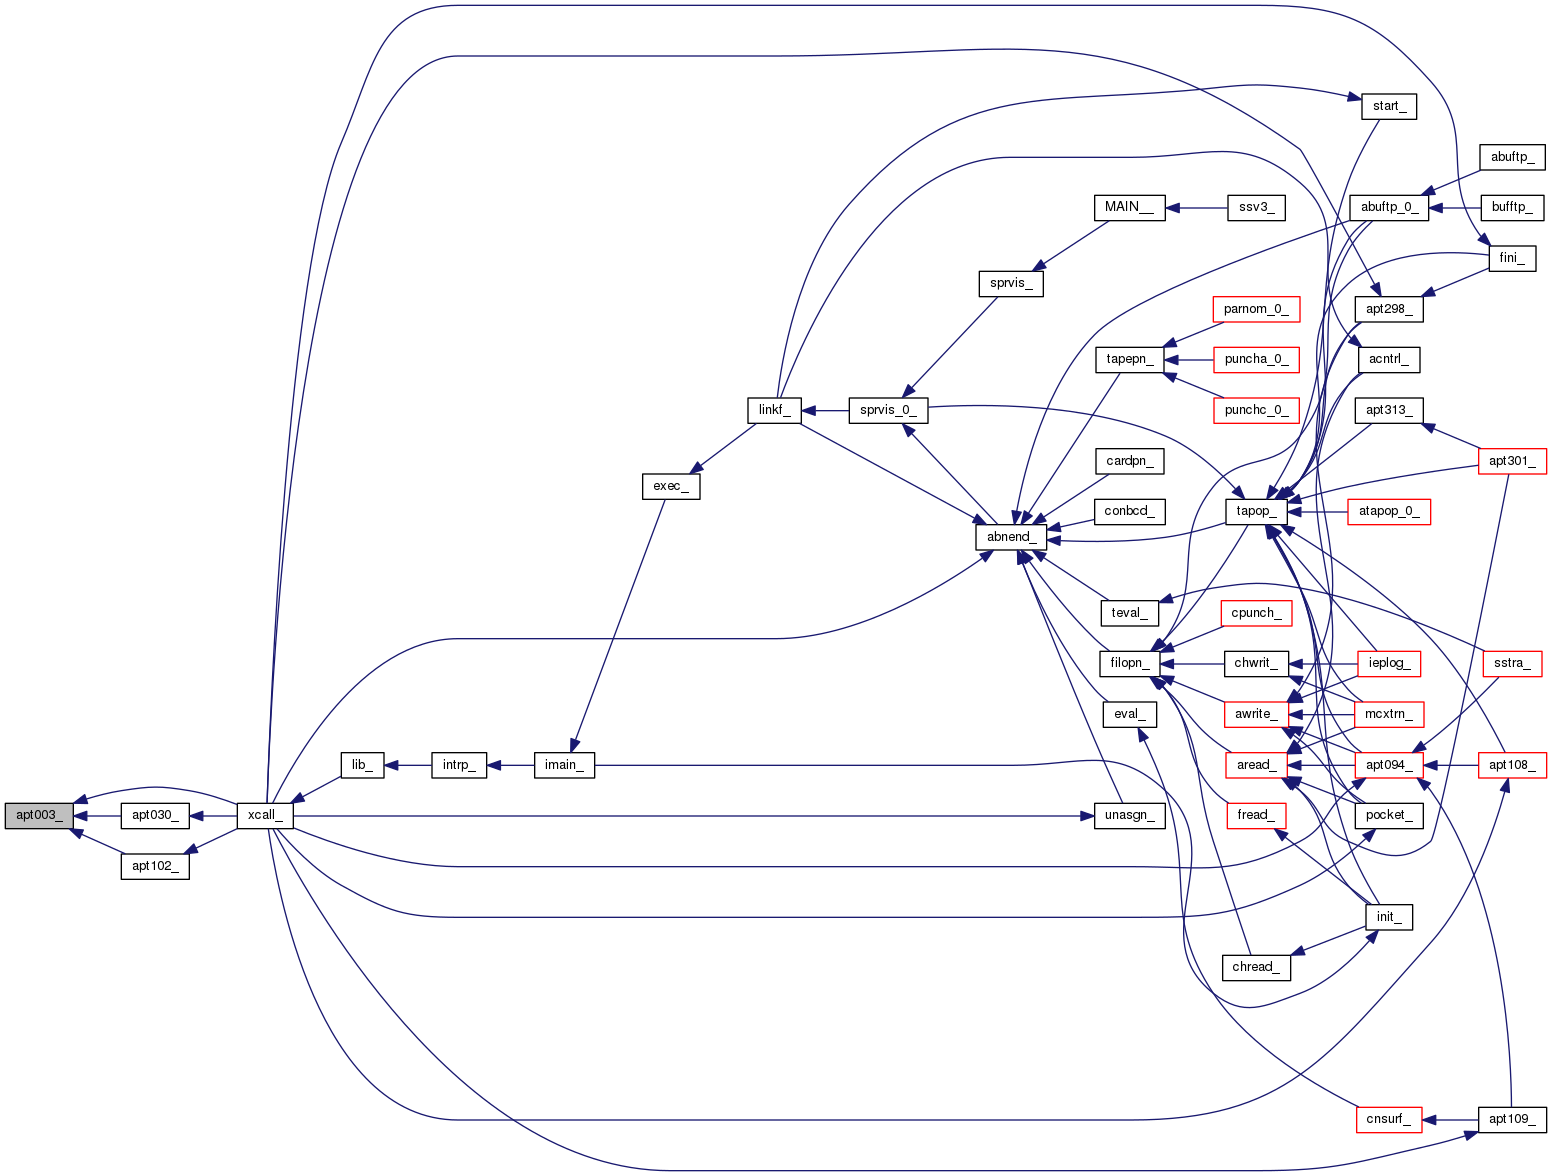 start_
abuftp_
MAIN__
ssv3_
abuftp_0_
bufftp_
fini_
sprvis_
parnom_0_
apt298_
tapepn_
puncha_0_
acntrl_
linkf_
sprvis_0_
punchc_0_
apt313_
cardpn_
apt301_
exec_
conbcd_
tapop_
atapop_0_
abnend_
teval_
cpunch_
filopn_
chwrit_
ieplog_
sstra_
eval_
awrite_
mcxtrn_
lib_
intrp_
imain_
aread_
apt094_
apt108_
apt003_
apt030_
xcall_
unasgn_
fread_
pocket_
apt102_
init_
chread_
cnsurf_
apt109_